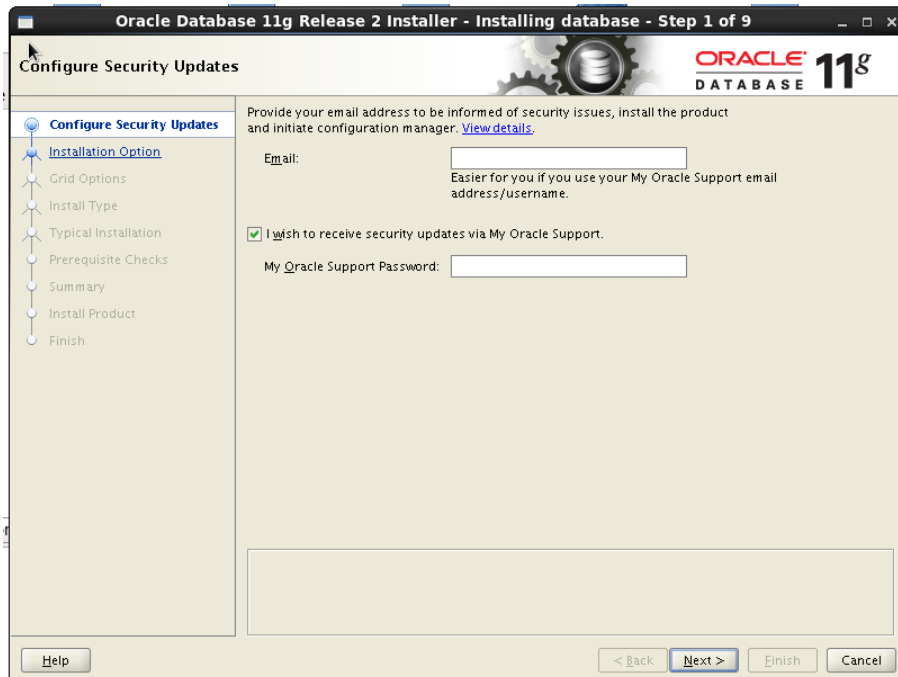 Oracle Database 11g Release 2 Installer - Installing database - Step 1 of 9
Configure Security Updates
ORACLE
DATABASE
11g
Configure Security Updates
Installation Option
Grid Options
Install Type
Typical Installation
Prerequisite Checks
Summary
Install Product
Finish
Provide your email address to be informed of security issues, install the product
and initiate configuration manager. View details.
Email:
Easier for you if you use your My Oracle Support email
address/username.
I wish to receive security updates via My Oracle Support.
My Oracle Support Password:
Help
< Back
Next >
Finish
Cancel